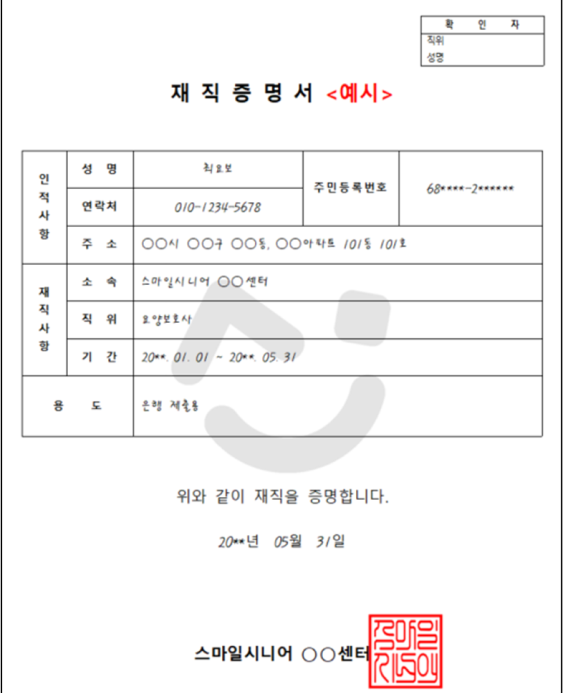 확 인 자
직위
성명
재 직 증 명 서 <예시>
인적사항
성 명
최요보
주민등록번호
68****-2******
연락처
010-1234-5678
주 소
○○시 ○○구 ○○동, ○○아파트 101동 101호
재직사항
소 속
스마일시니어 ○○센터
직 위
요양보호사
기 간
20**. 01. 01 ~ 20**. 05. 31
용 도
은행 제출용
위와 같이 재직을 증명합니다.
20**년 05월 31일
스마일시니어 ○○센터
스마일
시니어